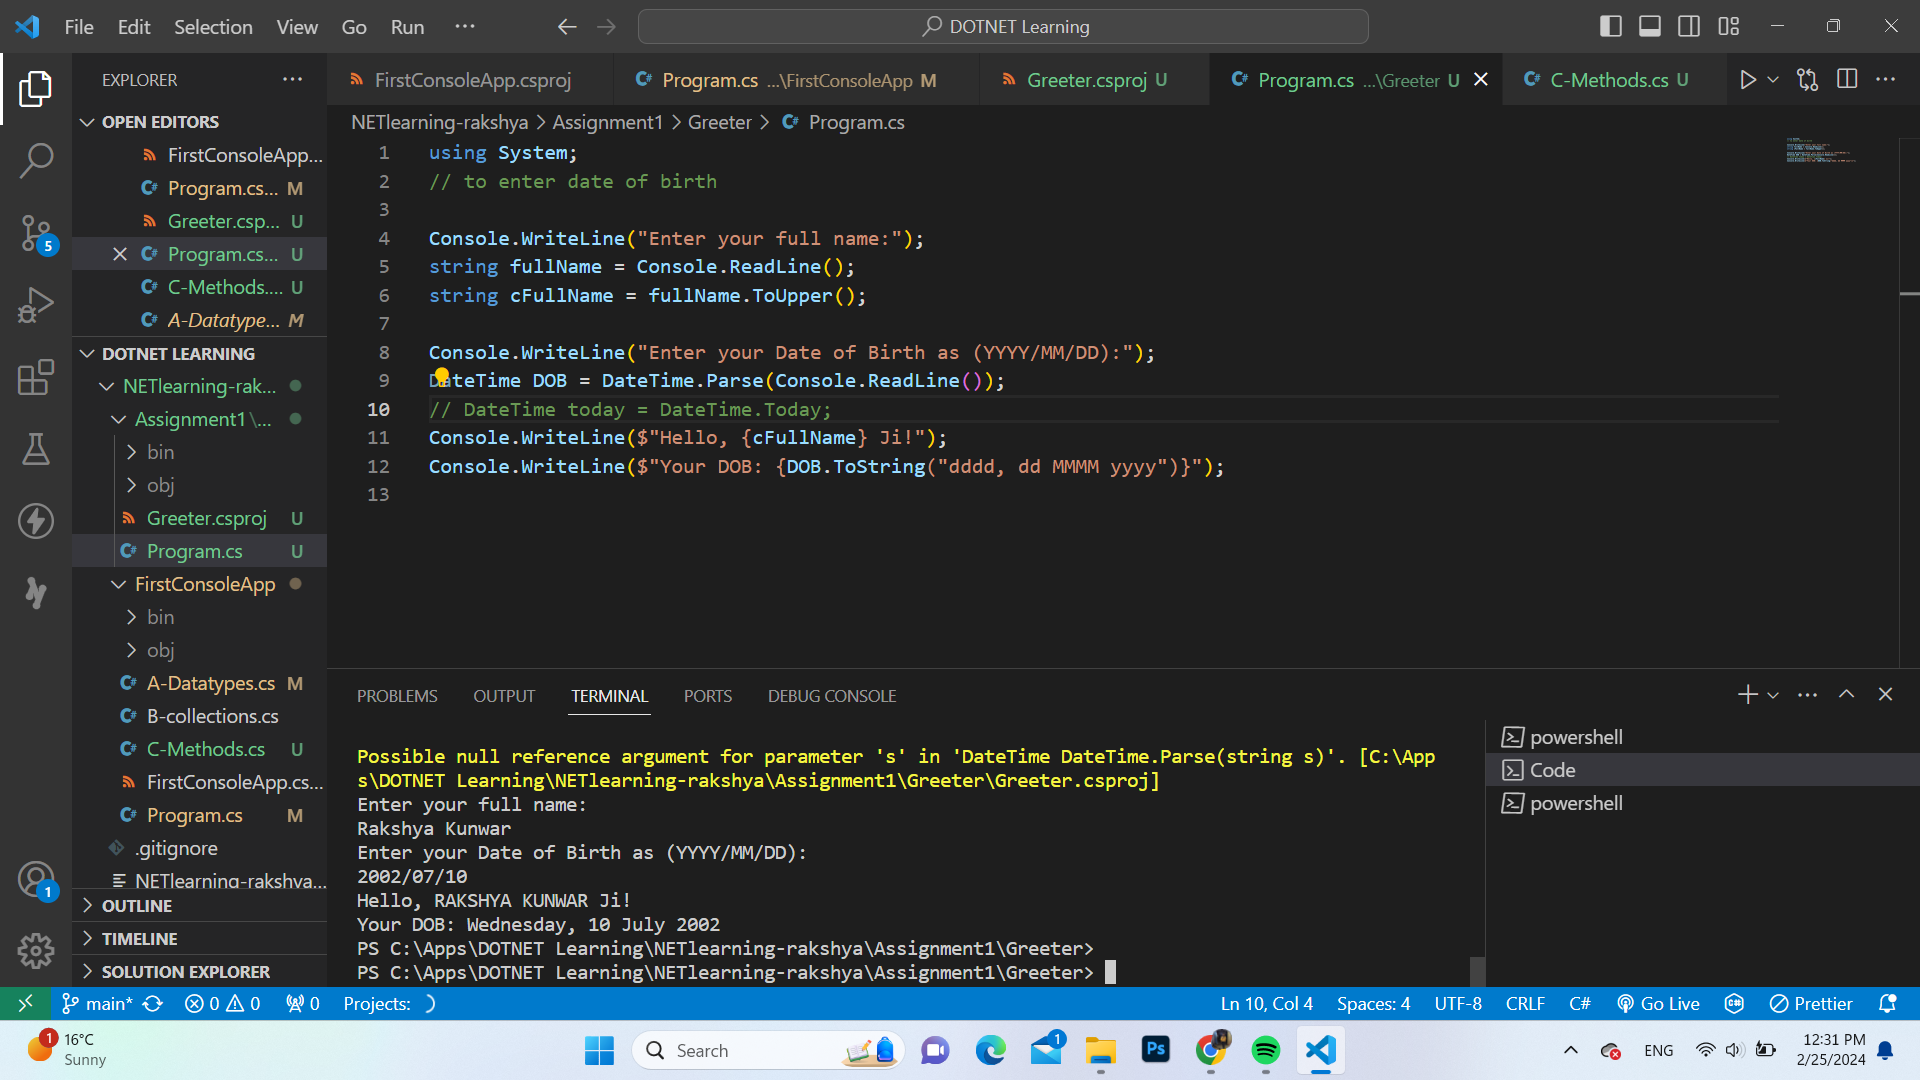 File Edit Selection View Go Run ···
DOTNET Learning
EXPLORER ···
FirstConsoleApp.csproj
Program.cs ...\FirstConsoleApp M
Greeter.csproj U
Program.cs ...\Greeter U
C-Methods.cs U
OPEN EDITORS
FirstConsoleApp...
Program.cs... M
Greeter.csp... U
Program.cs... U
C-Methods.... U
A-Datatype... M
DOTNET LEARNING
NETlearning-rak...
Assignment1 \...
bin
obj
Greeter.csproj U
Program.cs U
FirstConsoleApp
bin
obj
A-Datatypes.cs M
B-collections.cs
C-Methods.cs U
FirstConsoleApp.cs...
Program.cs M
.gitignore
NETlearning-rakshya...
OUTLINE
TIMELINE
SOLUTION EXPLORER
5
1
NETlearning-rakshya > Assignment1 > Greeter > Program.cs
1 using System;
2 // to enter date of birth
3
4 Console.WriteLine("Enter your full name:");
5 string fullName = Console.ReadLine();
6 string cFullName = fullName.ToUpper();
7
8 Console.WriteLine("Enter your Date of Birth as (YYYY/MM/DD):");
9 DateTime DOB = DateTime.Parse(Console.ReadLine());
10 // DateTime today = DateTime.Today;
11 Console.WriteLine($"Hello, {cFullName} Ji!");
12 Console.WriteLine($"Your DOB: {DOB.ToString("dddd, dd MMMM yyyy")}");
13
PROBLEMS OUTPUT TERMINAL PORTS DEBUG CONSOLE
Possible null reference argument for parameter 's' in 'DateTime DateTime.Parse(string s)'. [C:\App
s\DOTNET Learning\NETlearning-rakshya\Assignment1\Greeter\Greeter.csproj]
Enter your full name:
Rakshya Kunwar
Enter your Date of Birth as (YYYY/MM/DD):
2002/07/10
Hello, RAKSHYA KUNWAR Ji!
Your DOB: Wednesday, 10 July 2002
PS C:\Apps\DOTNET Learning\NETlearning-rakshya\Assignment1\Greeter>
PS C:\Apps\DOTNET Learning\NETlearning-rakshya\Assignment1\Greeter>
powershell
Code
powershell
main* 0 0 0 Projects:
Ln 10, Col 4 Spaces: 4 UTF-8 CRLF C# Go Live Prettier
1
16°C
Sunny
Search
1
Ps
ENG
12:31 PM
2/25/2024